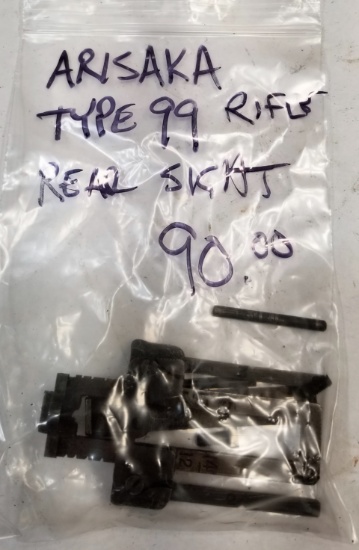 ARISAKA
TYPE 99 RIFLE
REAR SIGHT
90.00